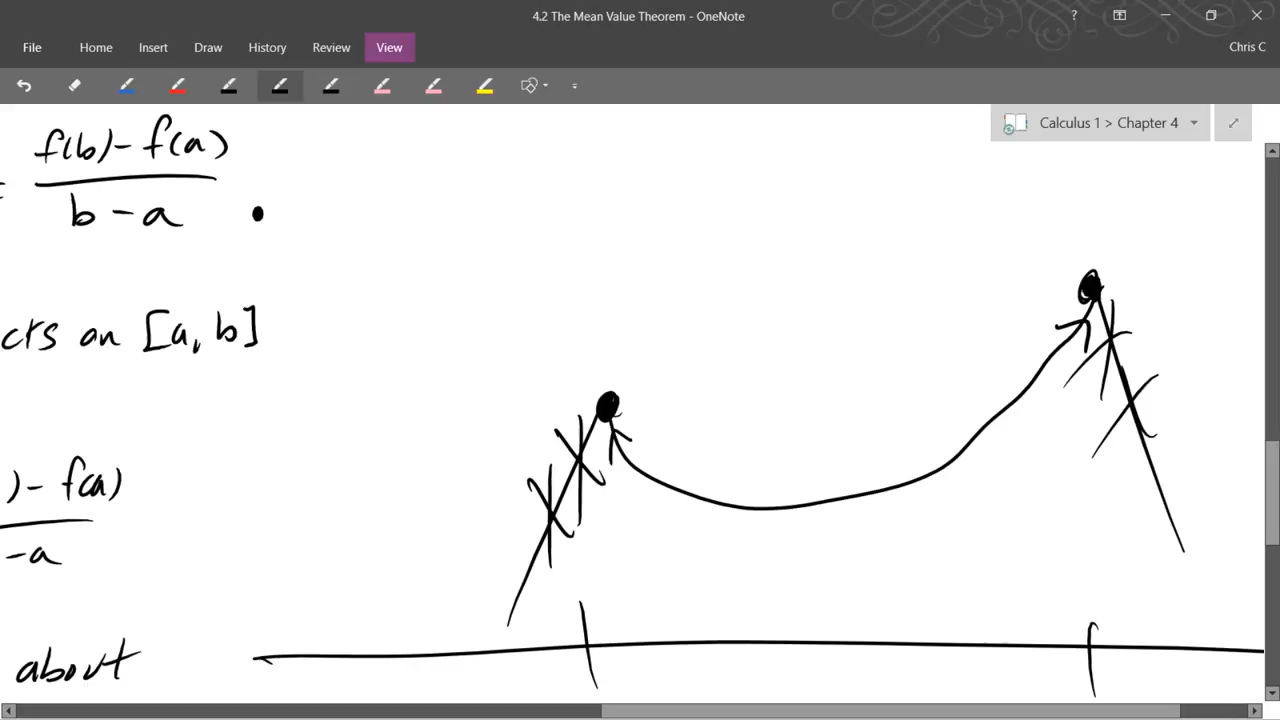 4.2 The Mean Value Theorem - OneNote
?
Chris C
File Home Insert Draw History Review View
Calculus 1 > Chapter 4
f(b) - f(a)
b - a .
cts on [a, b]
) - f(a)
-a
about